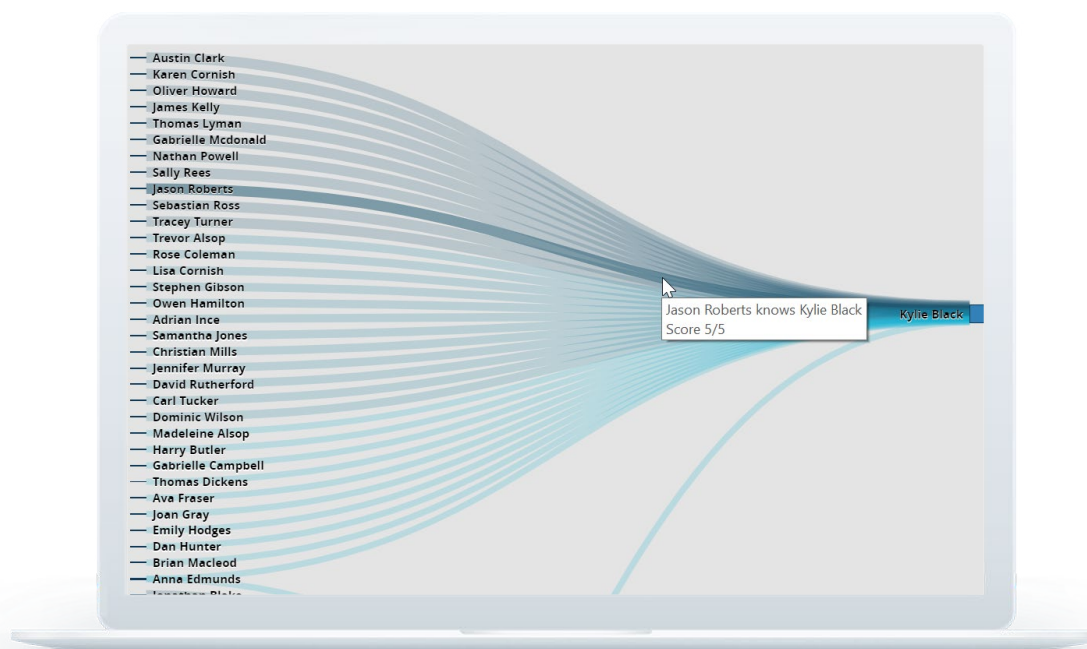 Austin Clark
Karen Cornish
Oliver Howard
James Kelly
Thomas Lyman
Gabrielle Mcdonald
Nathan Powell
Sally Rees
Jason Roberts
Sebastian Ross
Tracey Turner
Trevor Alsop
Rose Coleman
Lisa Cornish
Stephen Gibson
Owen Hamilton
Adrian Ince
Samantha Jones
Christian Mills
Jennifer Murray
David Rutherford
Carl Tucker
Dominic Wilson
Madeleine Alsop
Harry Butler
Gabrielle Campbell
Thomas Dickens
Ava Fraser
Joan Gray
Emily Hodges
Dan Hunter
Brian Macleod
Anna Edmunds
Jason Roberts knows Kylie Black
Score 5/5
Kylie Black